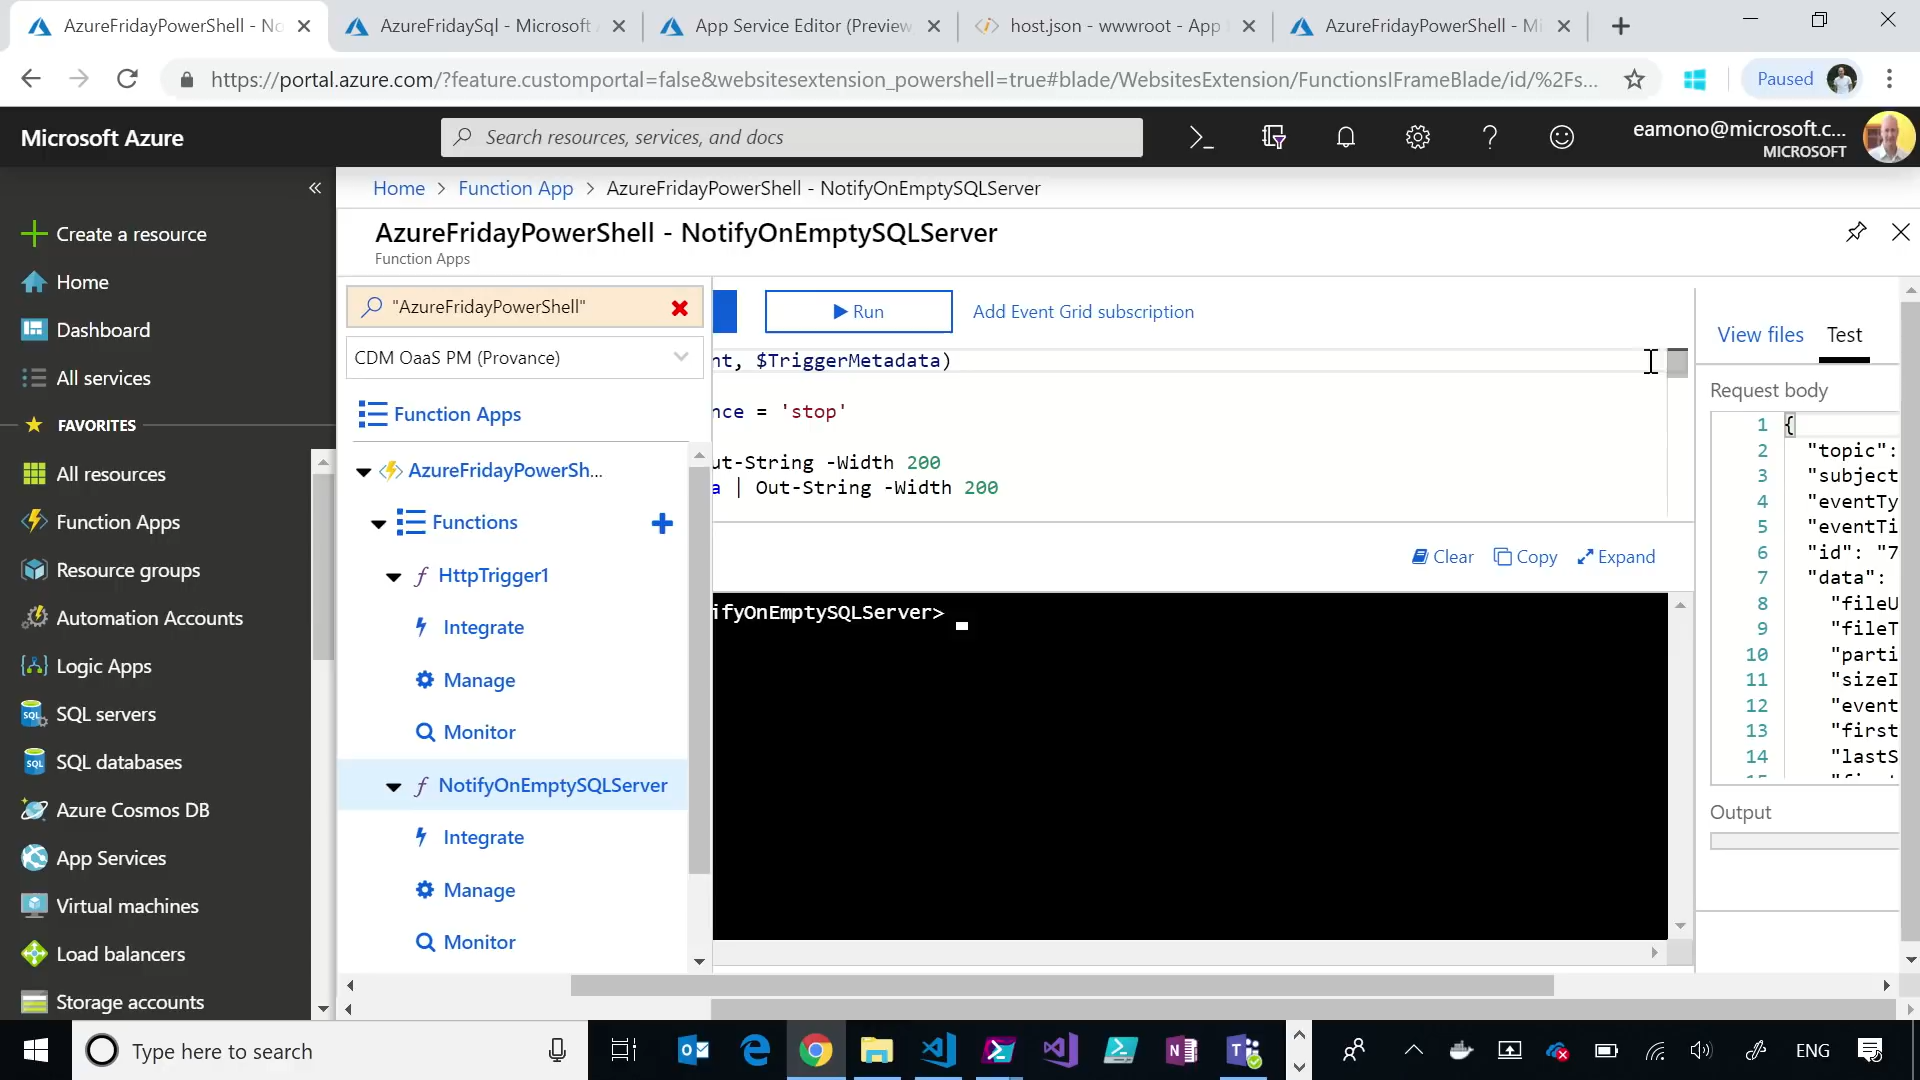 AzureFridayPowerShell - No
AzureFridaySql - Microsoft
App Service Editor (Preview
host.json - wwwroot - App
AzureFridayPowerShell - Mi
https://portal.azure.com/?feature.customportal=false&websitesextension_powershell=true#blade/WebsitesExtension/FunctionsIFrameBlade/id/%2Fs...
Paused
Microsoft Azure
Search resources, services, and docs
eamono@microsoft.c...
MICROSOFT
Home > Function App > AzureFridayPowerShell - NotifyOnEmptySQLServer
AzureFridayPowerShell - NotifyOnEmptySQLServer
Function Apps
Create a resource
Home
Dashboard
All services
FAVORITES
All resources
Function Apps
Resource groups
Automation Accounts
Logic Apps
SQL servers
SQL databases
Azure Cosmos DB
App Services
Virtual machines
Load balancers
Storage accounts
"AzureFridayPowerShell"
CDM OaaS PM (Provance)
Function Apps
AzureFridayPowerSh...
Functions
HttpTrigger1
Integrate
Manage
Monitor
NotifyOnEmptySQLServer
Integrate
Manage
Monitor
Run
Add Event Grid subscription
nt, $TriggerMetadata)
nce = 'stop'
ut-String -Width 200
a | Out-String -Width 200
Clear
Copy
Expand
ifyOnEmptySQLServer>
View files
Test
Request body
1 {
2 "topic":
3 "subject
4 "eventTy
5 "eventTi
6 "id": "7
7 "data":
8 "fileU
9 "fileT
10 "parti
11 "sizeI
12 "event
13 "first
14 "lastS
Output
Type here to search
ENG